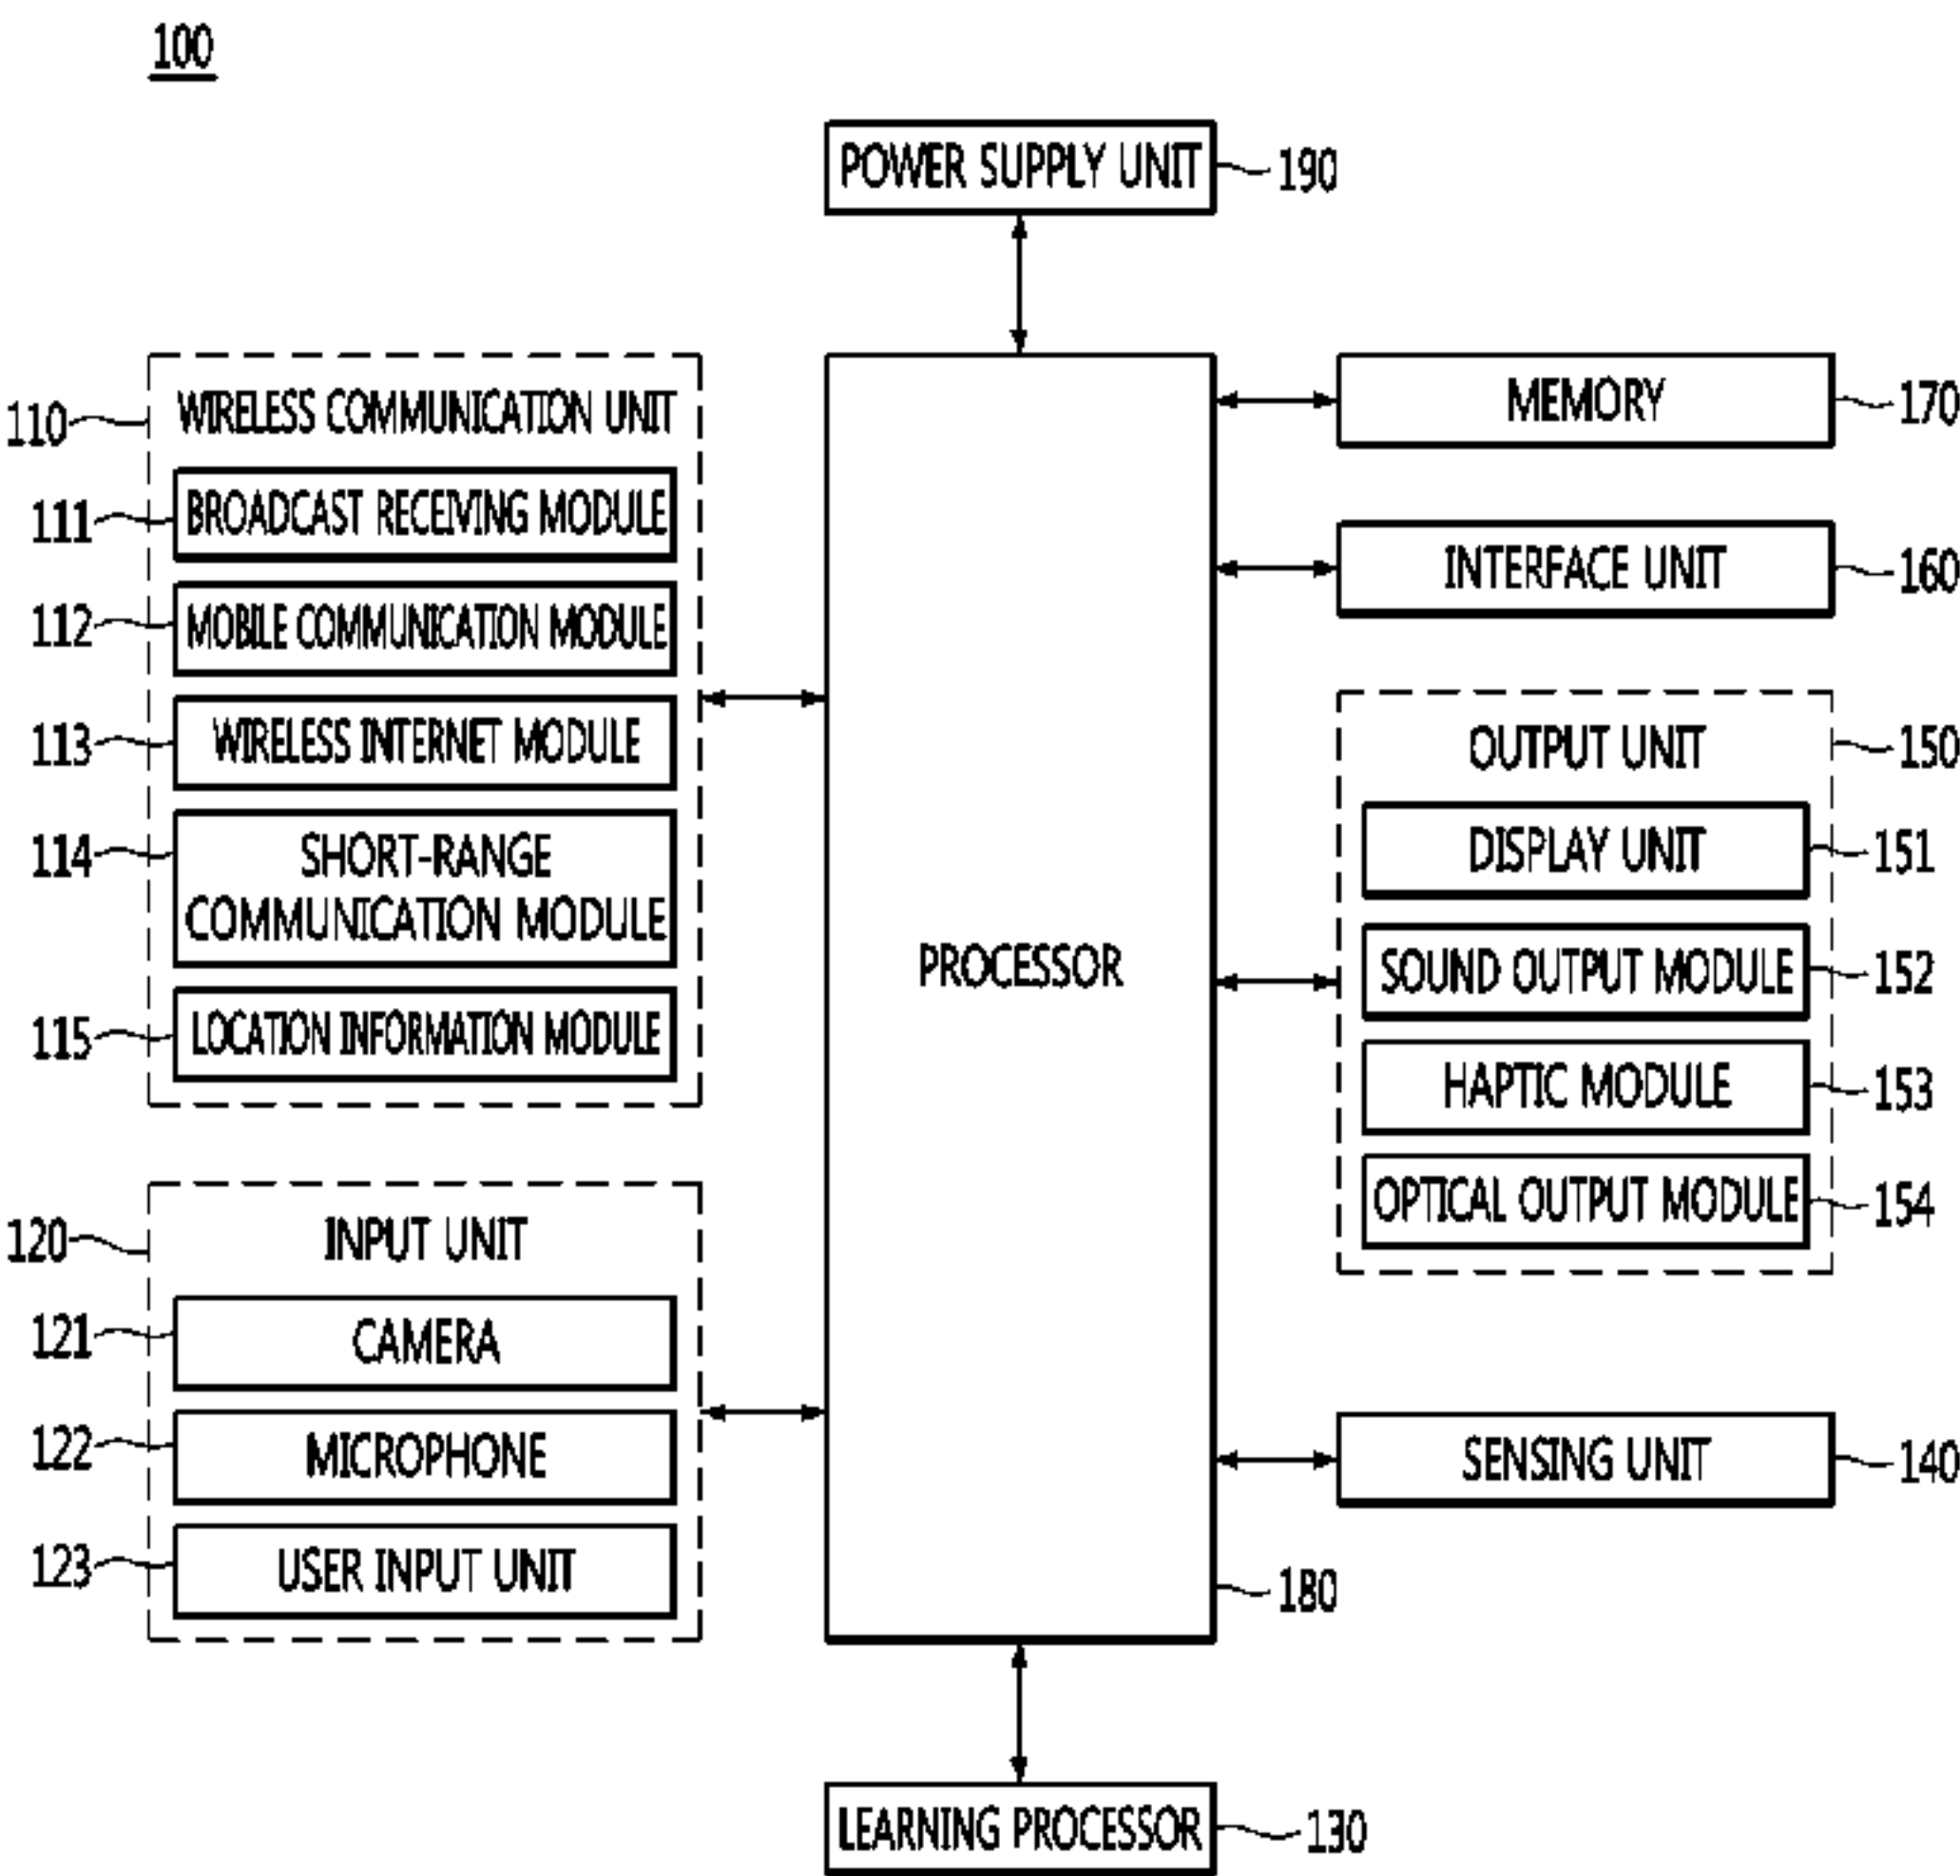 100
POWER SUPPLY UNIT 190
110 WIRELESS COMMUNICATION UNIT
111 BROADCAST RECEIVING MODULE
112 MOBILE COMMUNICATION MODULE
113 WIRELESS INTERNET MODULE
114 SHORT-RANGE
COMMUNICATION MODULE
115 LOCATION INFORMATION MODULE
120 INPUT UNIT
121 CAMERA
122 MICROPHONE
123 USER INPUT UNIT
PROCESSOR
180
MEMORY 170
INTERFACE UNIT 160
OUTPUT UNIT 150
DISPLAY UNIT 151
SOUND OUTPUT MODULE 152
HAPTIC MODULE 153
OPTICAL OUTPUT MODULE 154
SENSING UNIT 140
LEARNING PROCESSOR 130